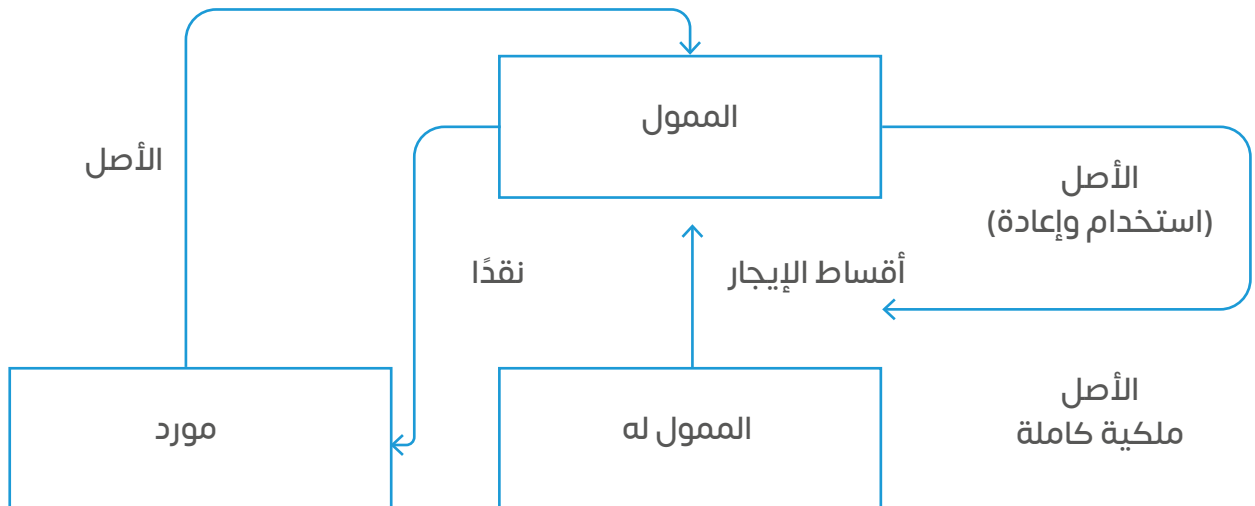 الممول
الأصل
الأصل
(استخدام وإعادة)
أقساط الإيجار
نقدًا
الأصل
ملكية كاملة
الممول له
مورد